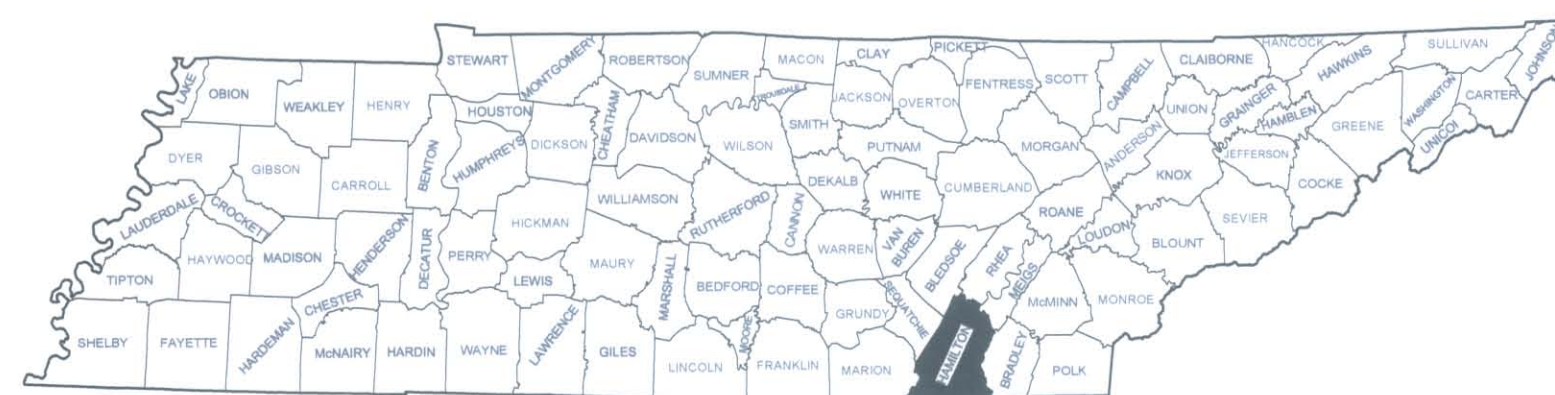 STEWART
MONTGOMERY
ROBERTSON
SUMNER
MACON
CLAY
PICKETT
FENTRESS
SCOTT
CAMPBELL
CLAIBORNE
HANCOCK
HAWKINS
SULLIVAN
JOHNSON
LAKE
OBION
WEAKLEY
HENRY
HOUSTON
CHEATHAM
DAVIDSON
TROUSDALE
WILSON
SMITH
JACKSON
OVERTON
UNION
GRAINGER
HAMBLEN
GREENE
WASHINGTON
CARTER
UNICOI
DYER
GIBSON
CARROLL
BENTON
HUMPHREYS
DICKSON
PUTNAM
MORGAN
ANDERSON
KNOX
JEFFERSON
COCKE
LAUDERDALE
CROCKETT
HICKMAN
WILLIAMSON
RUTHERFORD
CANNON
DEKALB
WHITE
CUMBERLAND
ROANE
LOUDON
BLOUNT
SEVIER
TIPTON
HAYWOOD
MADISON
HENDERSON
DECATUR
PERRY
LEWIS
MAURY
MARSHALL
BEDFORD
COFFEE
WARREN
VAN
BUREN
BLEDSOE
RHEA
MEIGS
McMINN
MONROE
SHELBY
FAYETTE
HARDEMAN
CHESTER
McNAIRY
HARDIN
WAYNE
LAWRENCE
GILES
LINCOLN
MOORE
FRANKLIN
GRUNDY
SEQUATCHIE
MARION
HAMILTON
BRADLEY
POLK